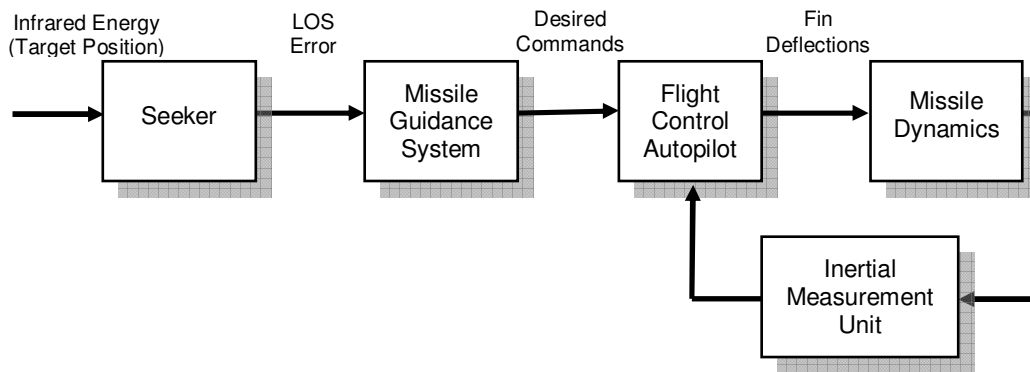 Infrared Energy
(Target Position)
LOS
Error
Desired
Commands
Fin
Deflections
Seeker
Missile
Guidance
System
Flight
Control
Autopilot
Missile
Dynamics
Inertial
Measurement
Unit